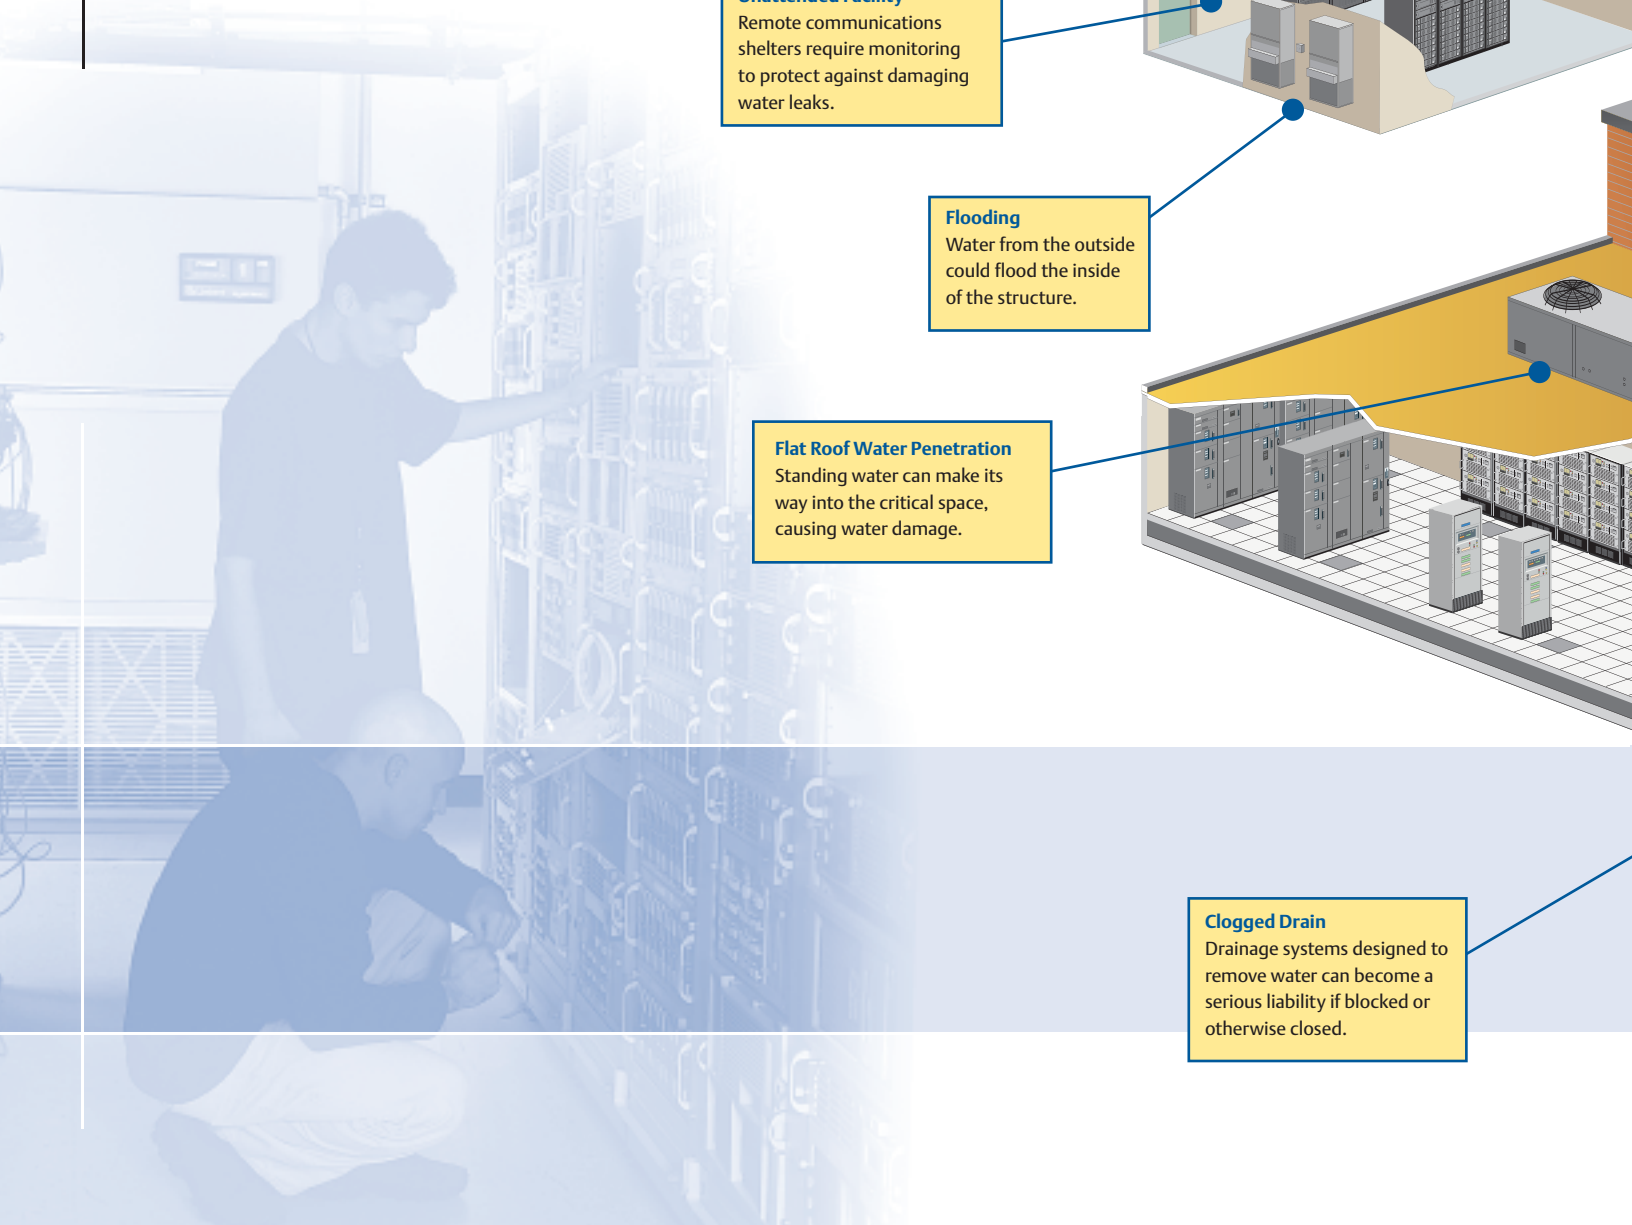 Unattended Facility
Remote communications
shelters require monitoring
to protect against damaging
water leaks.
Flooding
Water from the outside
could flood the inside
of the structure.
Flat Roof Water Penetration
Standing water can make its
way into the critical space,
causing water damage.
Clogged Drain
Drainage systems designed to
remove water can become a
serious liability if blocked or
otherwise closed.